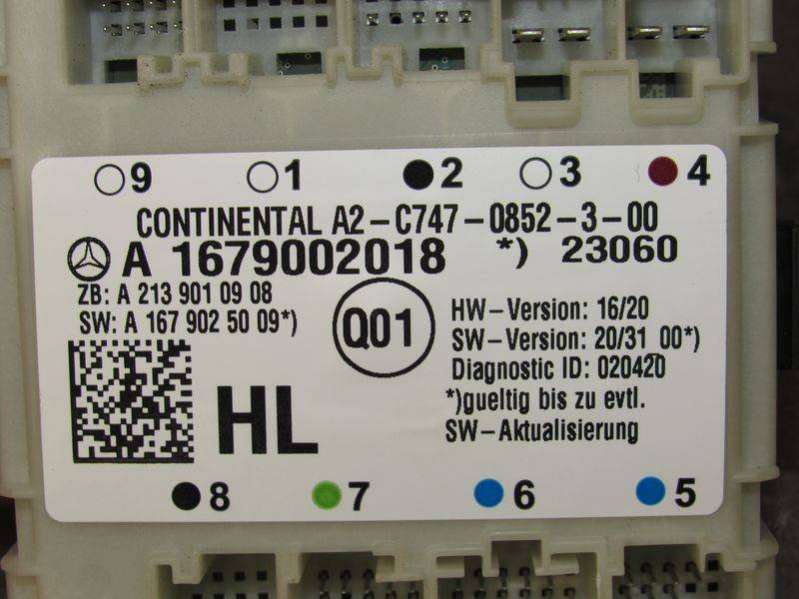 9 1 2 3 4
CONTINENTAL A2-C747-0852-3-00
A 1679002018 *) 23060
ZB: A 213 901 09 08
SW: A 167 902 50 09*)
Q01
HW-Version: 16/20
SW-Version: 20/31 00*)
Diagnostic ID: 020420
*)gueltig bis zu evtl.
SW-Aktualisierung
HL
8 7 6 5